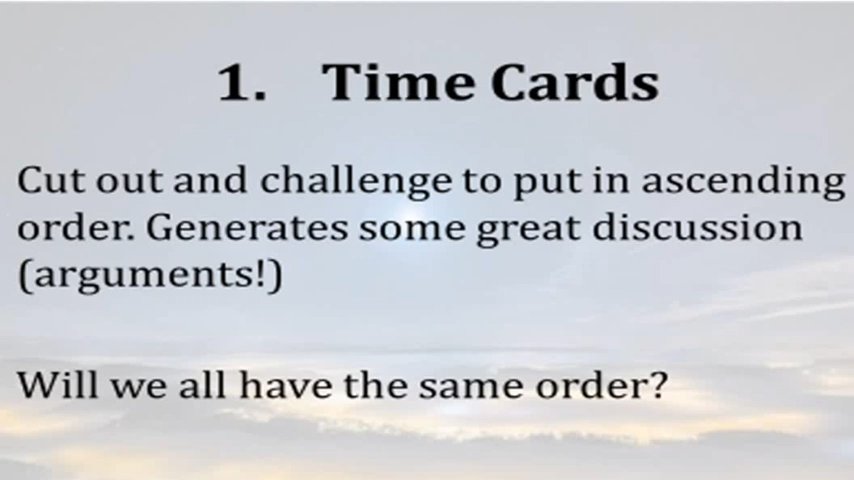 1. Time Cards
Cut out and challenge to put in ascending
order. Generates some great discussion
(arguments!)
Will we all have the same order?